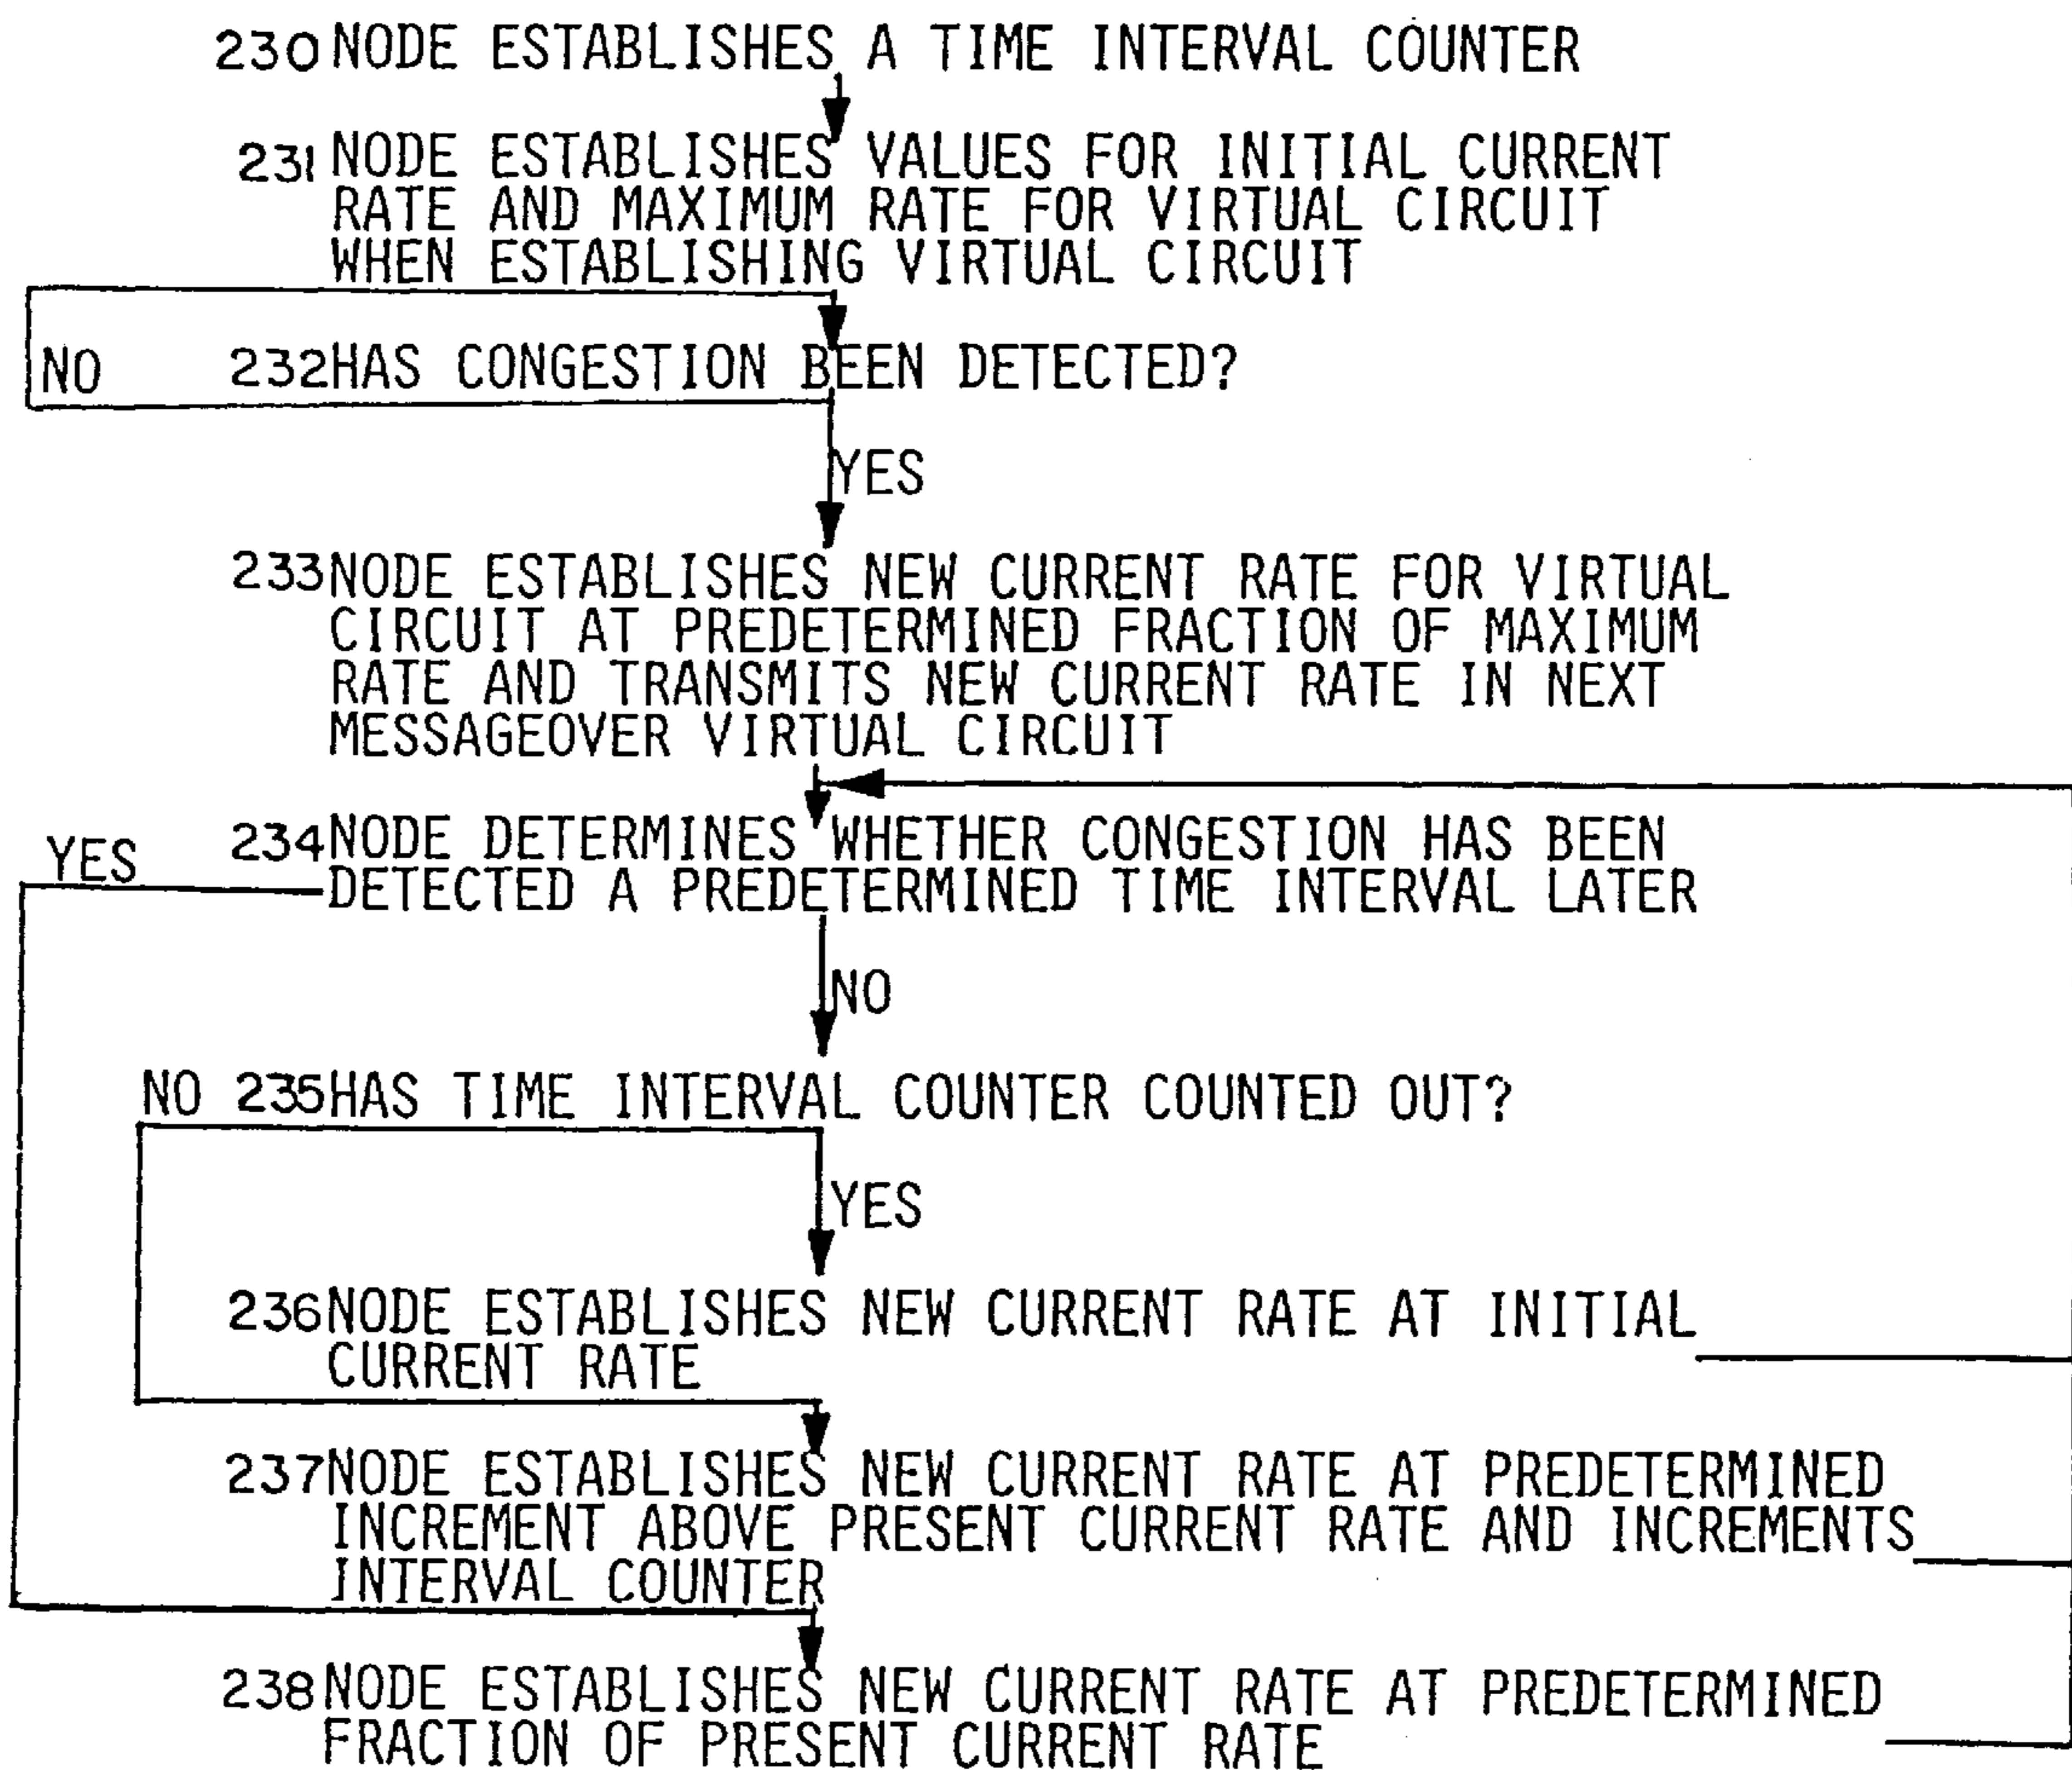 230 NODE ESTABLISHES A TIME INTERVAL COUNTER
231 NODE ESTABLISHES VALUES FOR INITIAL CURRENT
RATE AND MAXIMUM RATE FOR VIRTUAL CIRCUIT
WHEN ESTABLISHING VIRTUAL CIRCUIT
NO 232 HAS CONGESTION BEEN DETECTED?
YES
233 NODE ESTABLISHES NEW CURRENT RATE FOR VIRTUAL
CIRCUIT AT PREDETERMINED FRACTION OF MAXIMUM
RATE AND TRANSMITS NEW CURRENT RATE IN NEXT
MESSAGEOVER VIRTUAL CIRCUIT
YES 234 NODE DETERMINES WHETHER CONGESTION HAS BEEN
DETECTED A PREDETERMINED TIME INTERVAL LATER
NO
NO 235 HAS TIME INTERVAL COUNTER COUNTED OUT?
YES
236 NODE ESTABLISHES NEW CURRENT RATE AT INITIAL
CURRENT RATE
237 NODE ESTABLISHES NEW CURRENT RATE AT PREDETERMINED
INCREMENT ABOVE PRESENT CURRENT RATE AND INCREMENTS
INTERVAL COUNTER
238 NODE ESTABLISHES NEW CURRENT RATE AT PREDETERMINED
FRACTION OF PRESENT CURRENT RATE